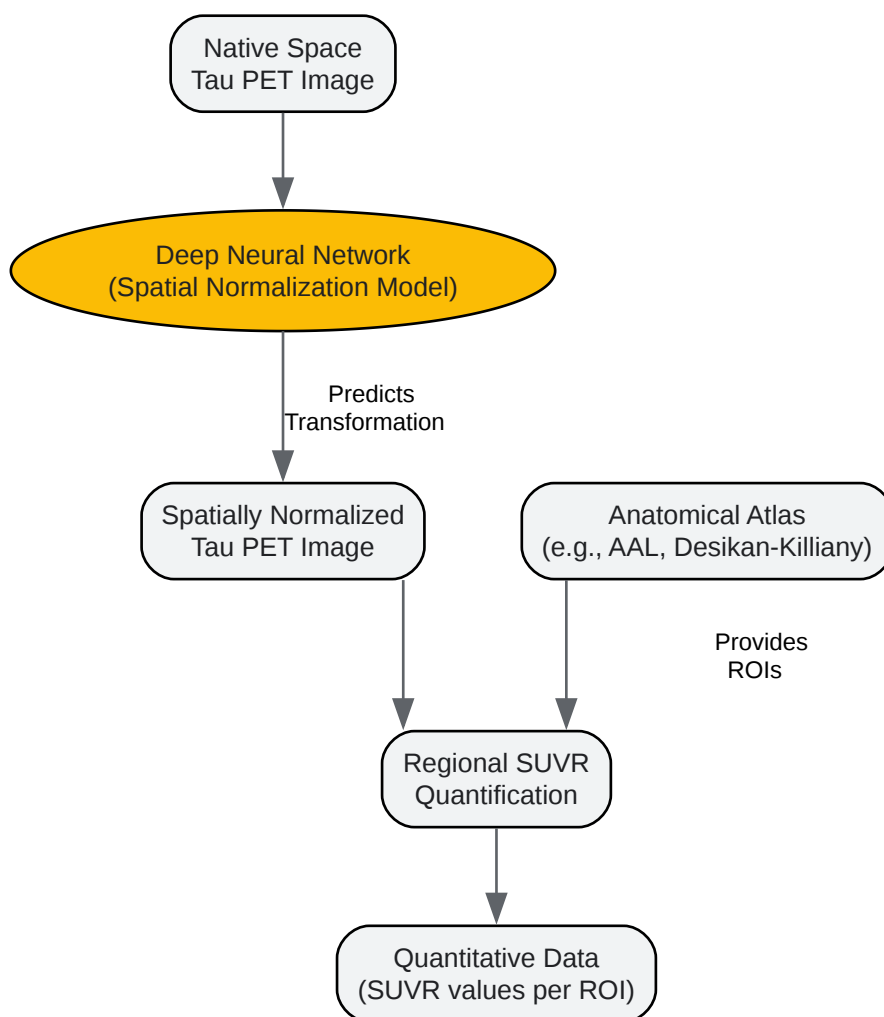 Native Space
Tau PET Image
Deep Neural Network
(Spatial Normalization Model)
Predicts
Transformation
Spatially Normalized
Tau PET Image
Anatomical Atlas
(e.g., AAL, Desikan-Killiany)
Provides
ROIs
Regional SUVR
Quantification
Quantitative Data
(SUVR values per ROI)